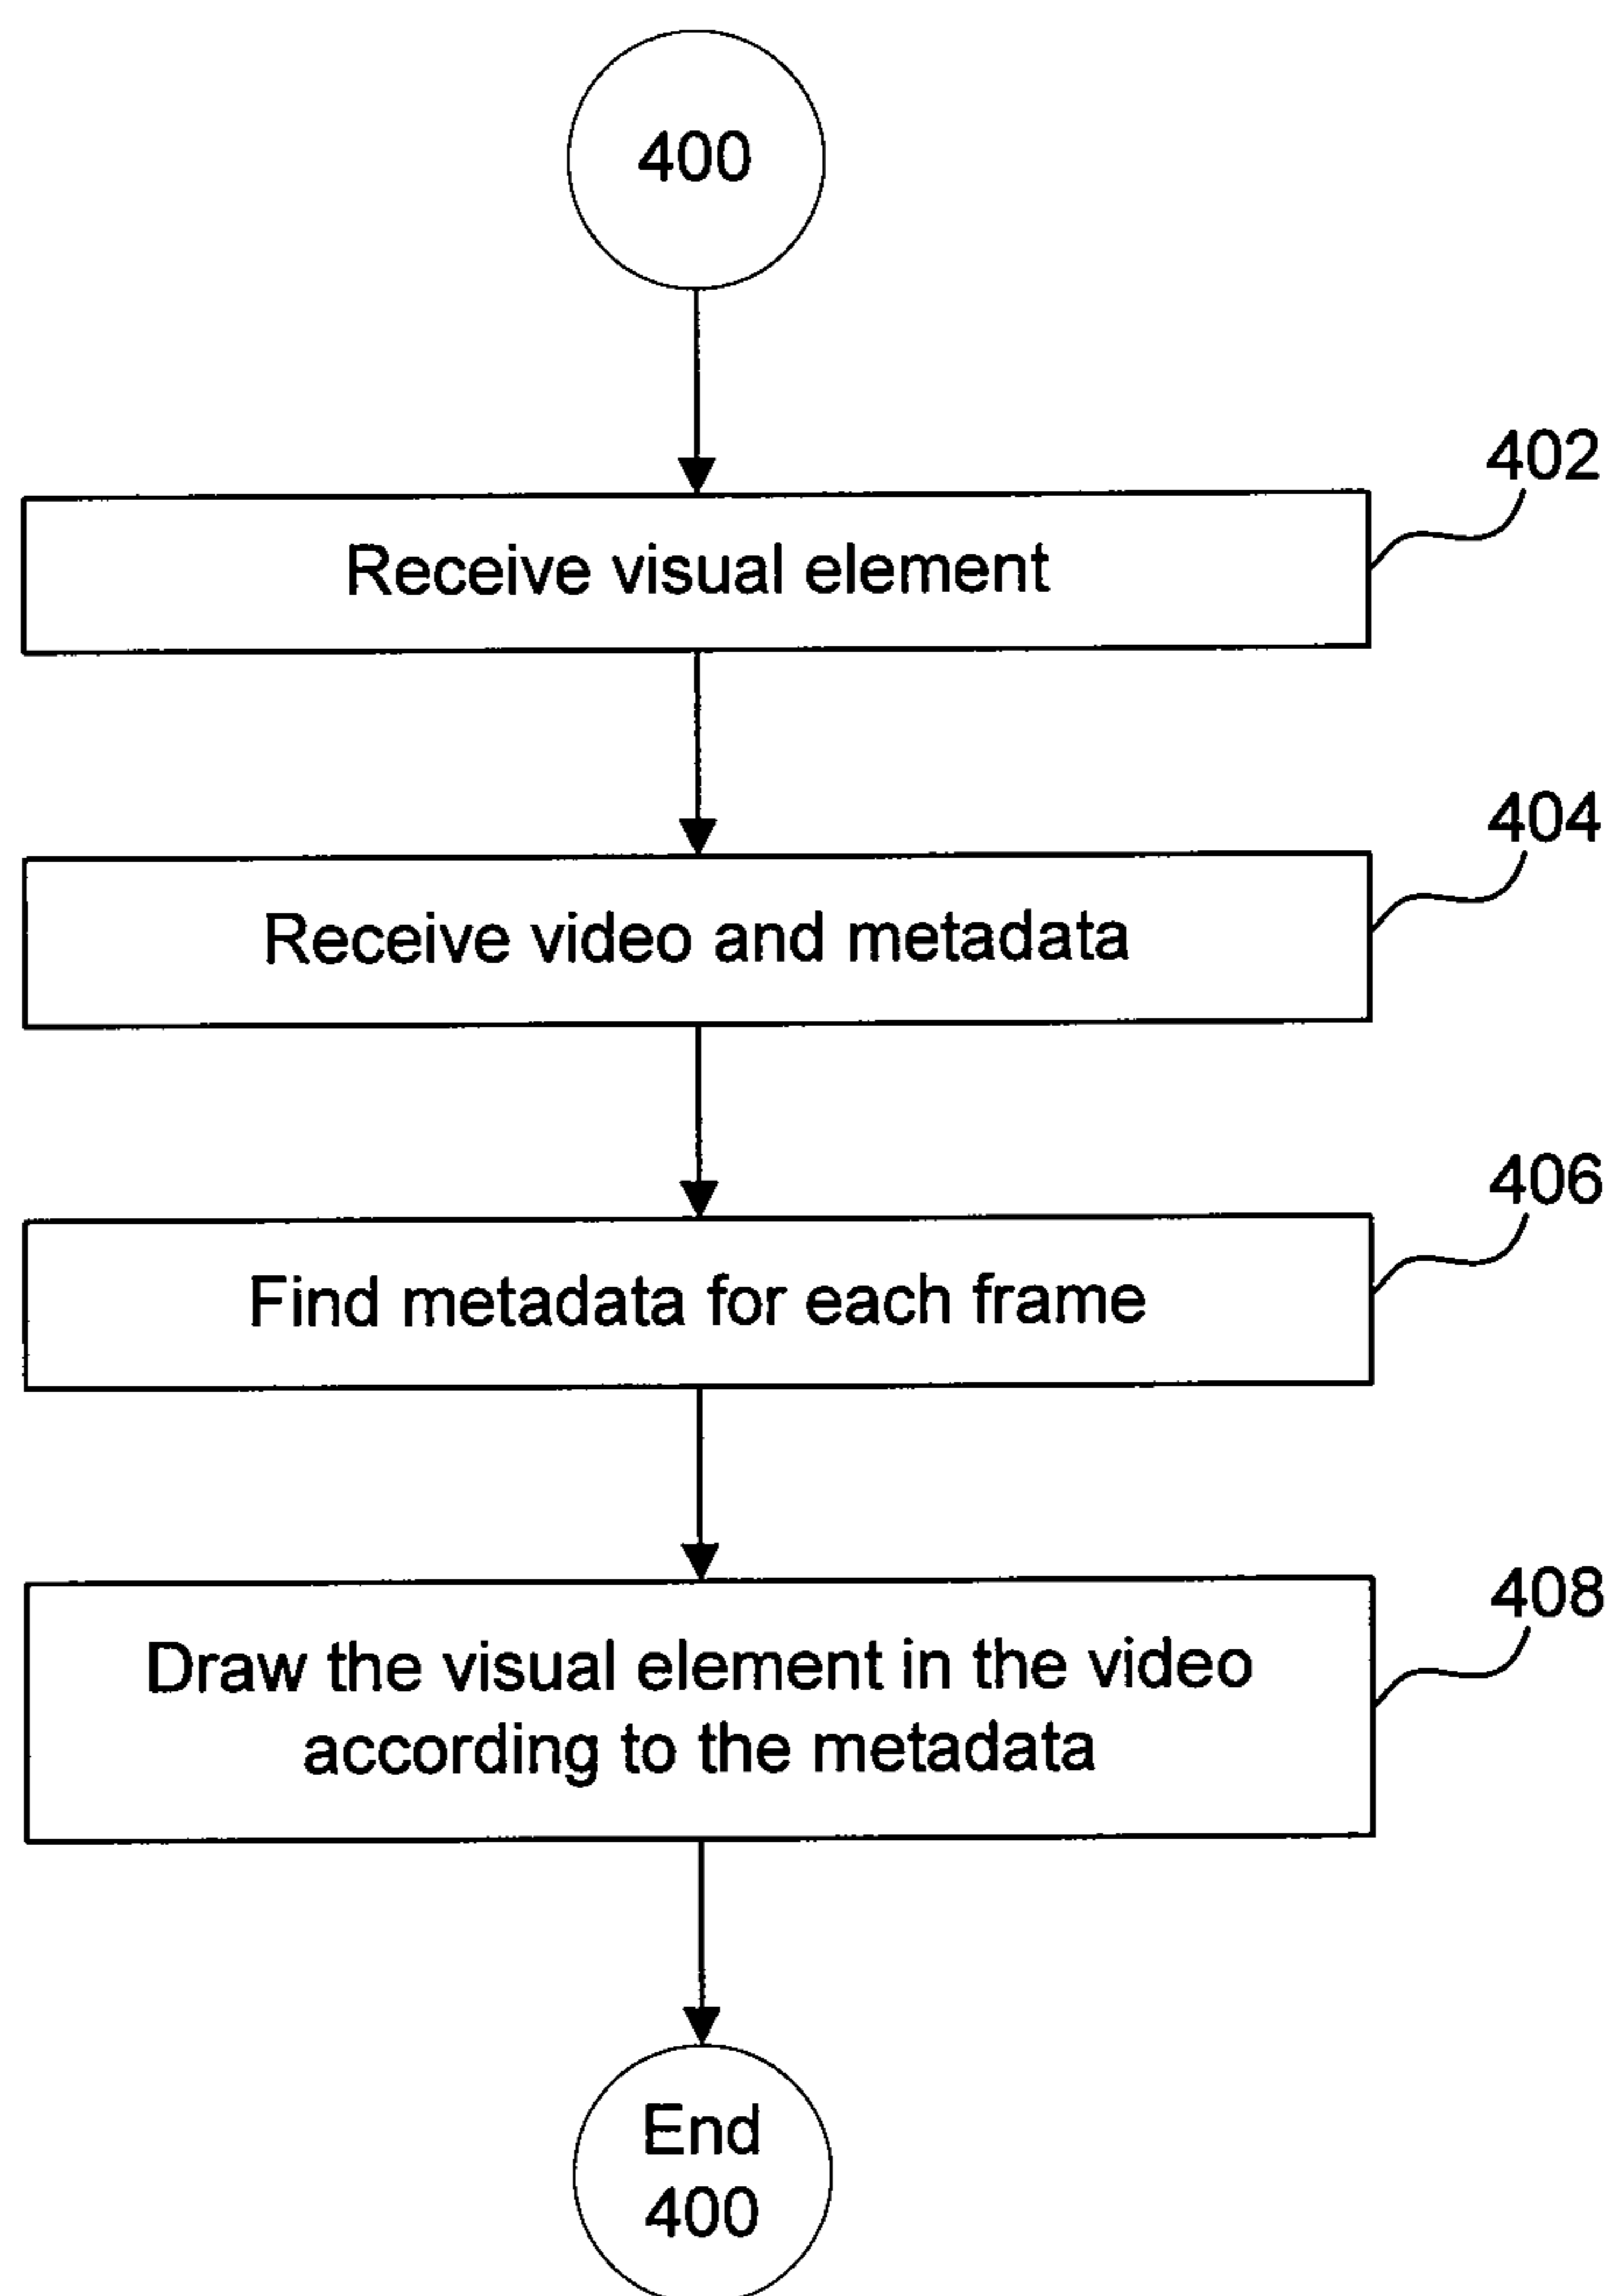 400
402
Receive visual element
404
Receive video and metadata
406
Find metadata for each frame
408
Draw the visual element in the video
according to the metadata
End
400